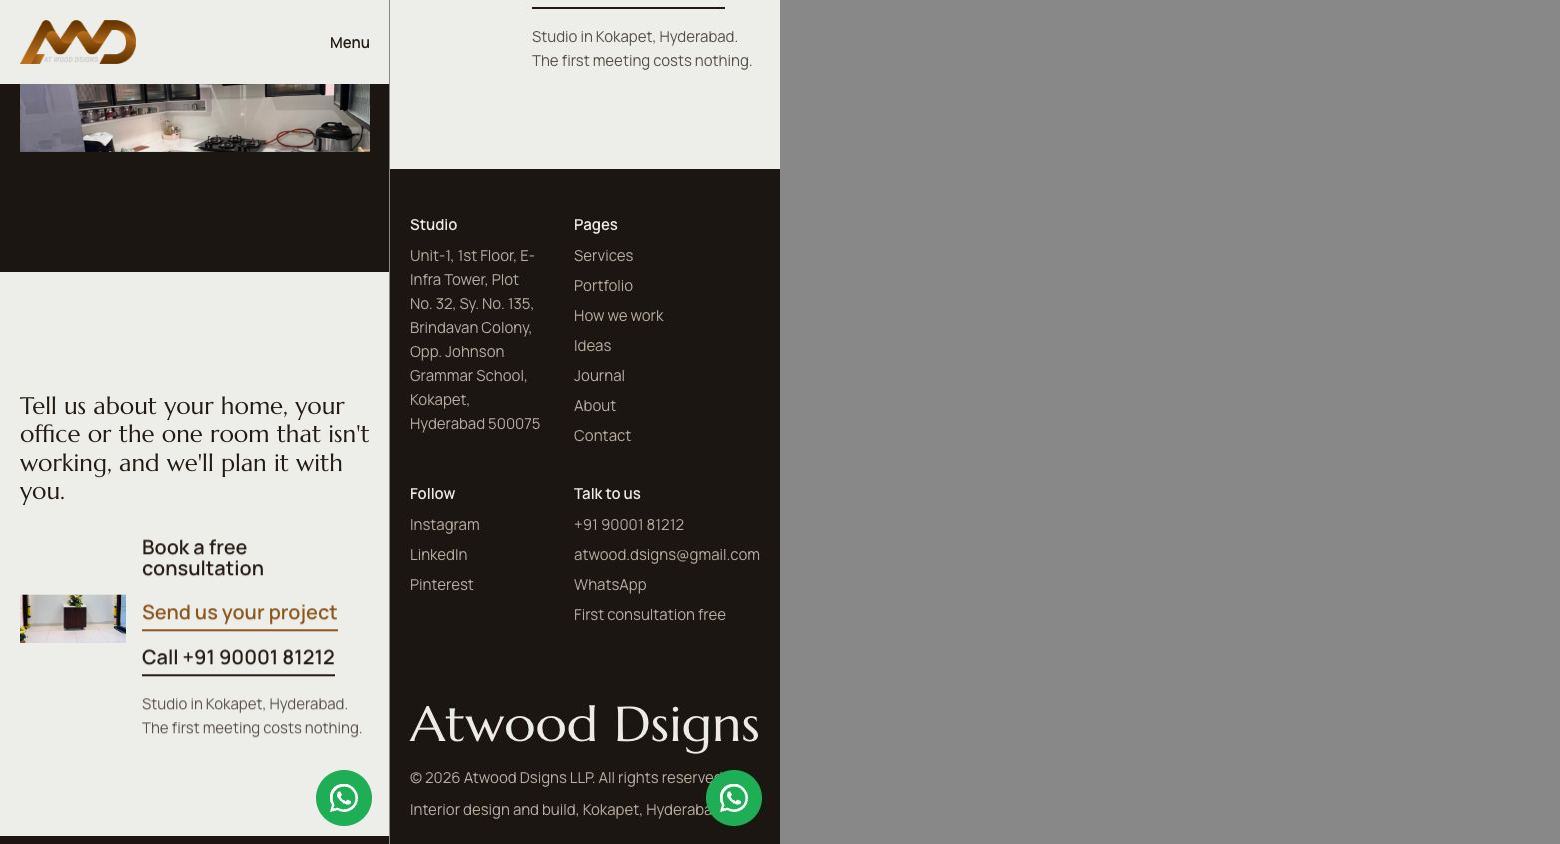 AT WOOD DSIGNS
Menu
Tell us about your home, your
office or the one room that isn't
working, and we'll plan it with
you.
Book a free
consultation
Send us your project
Call +91 90001 81212
Studio in Kokapet, Hyderabad.
The first meeting costs nothing.
Studio in Kokapet, Hyderabad.
The first meeting costs nothing.
Studio
Unit-1, 1st Floor, E-
Infra Tower, Plot
No. 32, Sy. No. 135,
Brindavan Colony,
Opp. Johnson
Grammar School,
Kokapet,
Hyderabad 500075
Pages
Services
Portfolio
How we work
Ideas
Journal
About
Contact
Follow
Instagram
LinkedIn
Pinterest
Talk to us
+91 90001 81212
atwood.dsigns@gmail.com
WhatsApp
First consultation free
Atwood Dsigns
© 2026 Atwood Dsigns LLP. All rights reserved
Interior design and build, Kokapet,